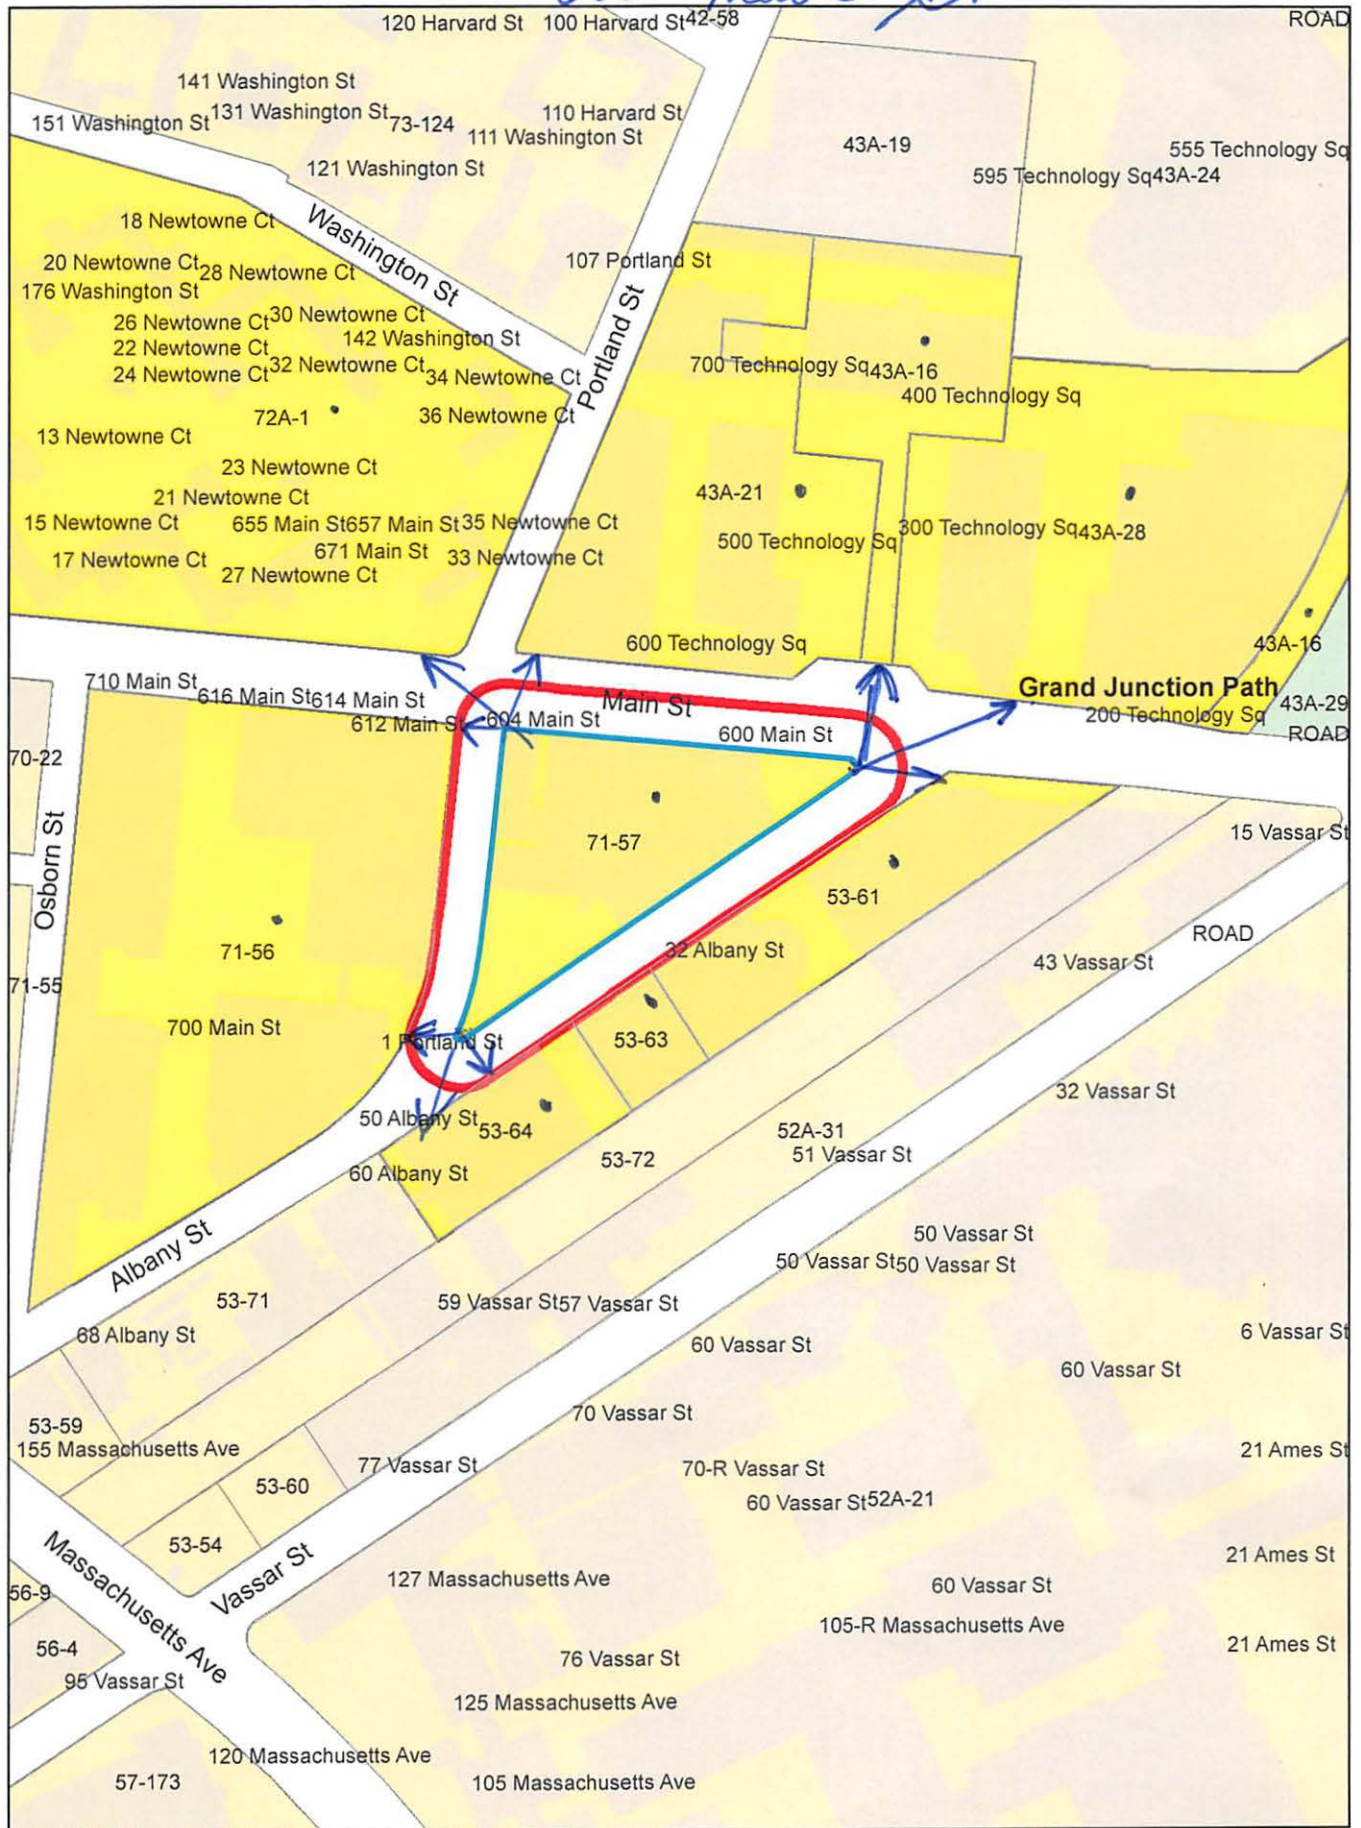 120 Harvard St 100 Harvard St 42-58 ROAD
141 Washington St
151 Washington St 131 Washington St 73-124 110 Harvard St
111 Washington St
43A-19 555 Technology Sq
121 Washington St
595 Technology Sq 43A-24
18 Newtowne Ct
Washington St
20 Newtowne Ct 28 Newtowne Ct 107 Portland St
176 Washington St
26 Newtowne Ct 30 Newtowne Ct
Portland St
22 Newtowne Ct 142 Washington St
24 Newtowne Ct 32 Newtowne Ct 34 Newtowne Ct 700 Technology Sq 43A-16
400 Technology Sq
72A-1 36 Newtowne Ct
13 Newtowne Ct
23 Newtowne Ct
21 Newtowne Ct 43A-21
15 Newtowne Ct 655 Main St 657 Main St 35 Newtowne Ct 300 Technology Sq 43A-28
500 Technology Sq
17 Newtowne Ct 671 Main St 33 Newtowne Ct
27 Newtowne Ct
600 Technology Sq 43A-16
710 Main St 616 Main St 614 Main St Main St Grand Junction Path
612 Main St 604 Main St 200 Technology Sq 43A-29
600 Main St ROAD
70-22
15 Vassar St
71-57
Osborn St
53-61
71-56 32 Albany St ROAD
43 Vassar St
71-55
700 Main St 1 Portland St 53-63
32 Vassar St
50 Albany St 53-64 52A-31
60 Albany St 53-72 51 Vassar St
Albany St 50 Vassar St
50 Vassar St 50 Vassar St
53-71 59 Vassar St 57 Vassar St
68 Albany St 60 Vassar St 6 Vassar St
60 Vassar St
53-59 70 Vassar St
155 Massachusetts Ave 21 Ames St
77 Vassar St 70-R Vassar St
53-60 60 Vassar St 52A-21
53-54
Vassar St 21 Ames St
Massachusetts Ave
56-9 127 Massachusetts Ave 60 Vassar St
105-R Massachusetts Ave
56-4 76 Vassar St 21 Ames St
95 Vassar St
125 Massachusetts Ave
120 Massachusetts Ave
57-173 105 Massachusetts Ave